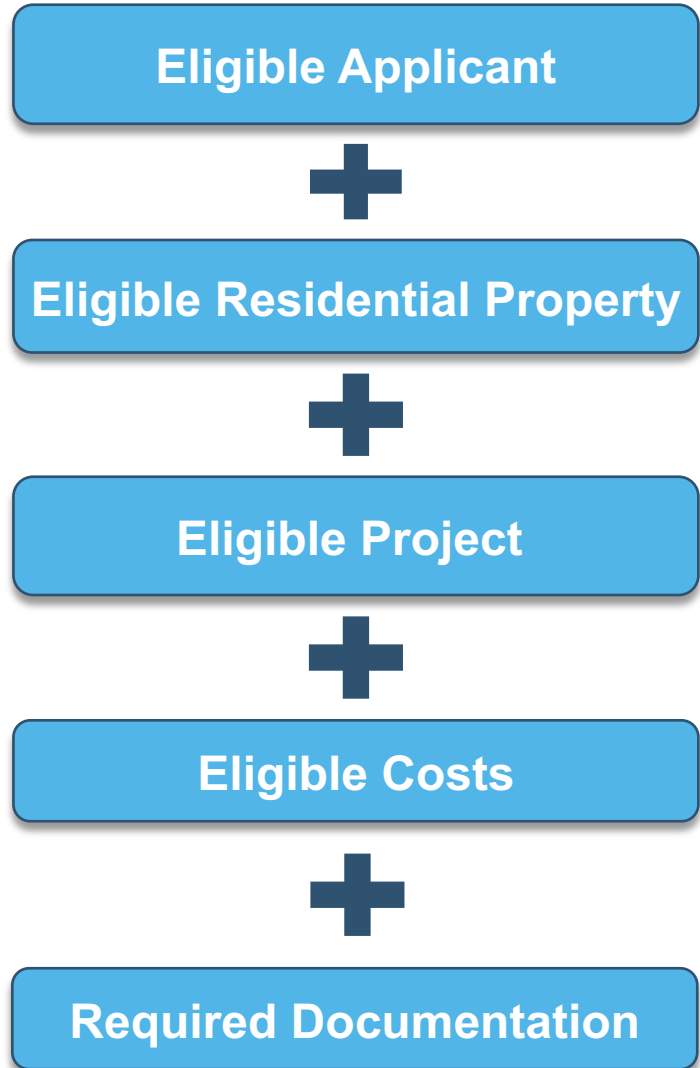 Eligible Applicant
Eligible Residential Property
Eligible Project
Eligible Costs
Required Documentation